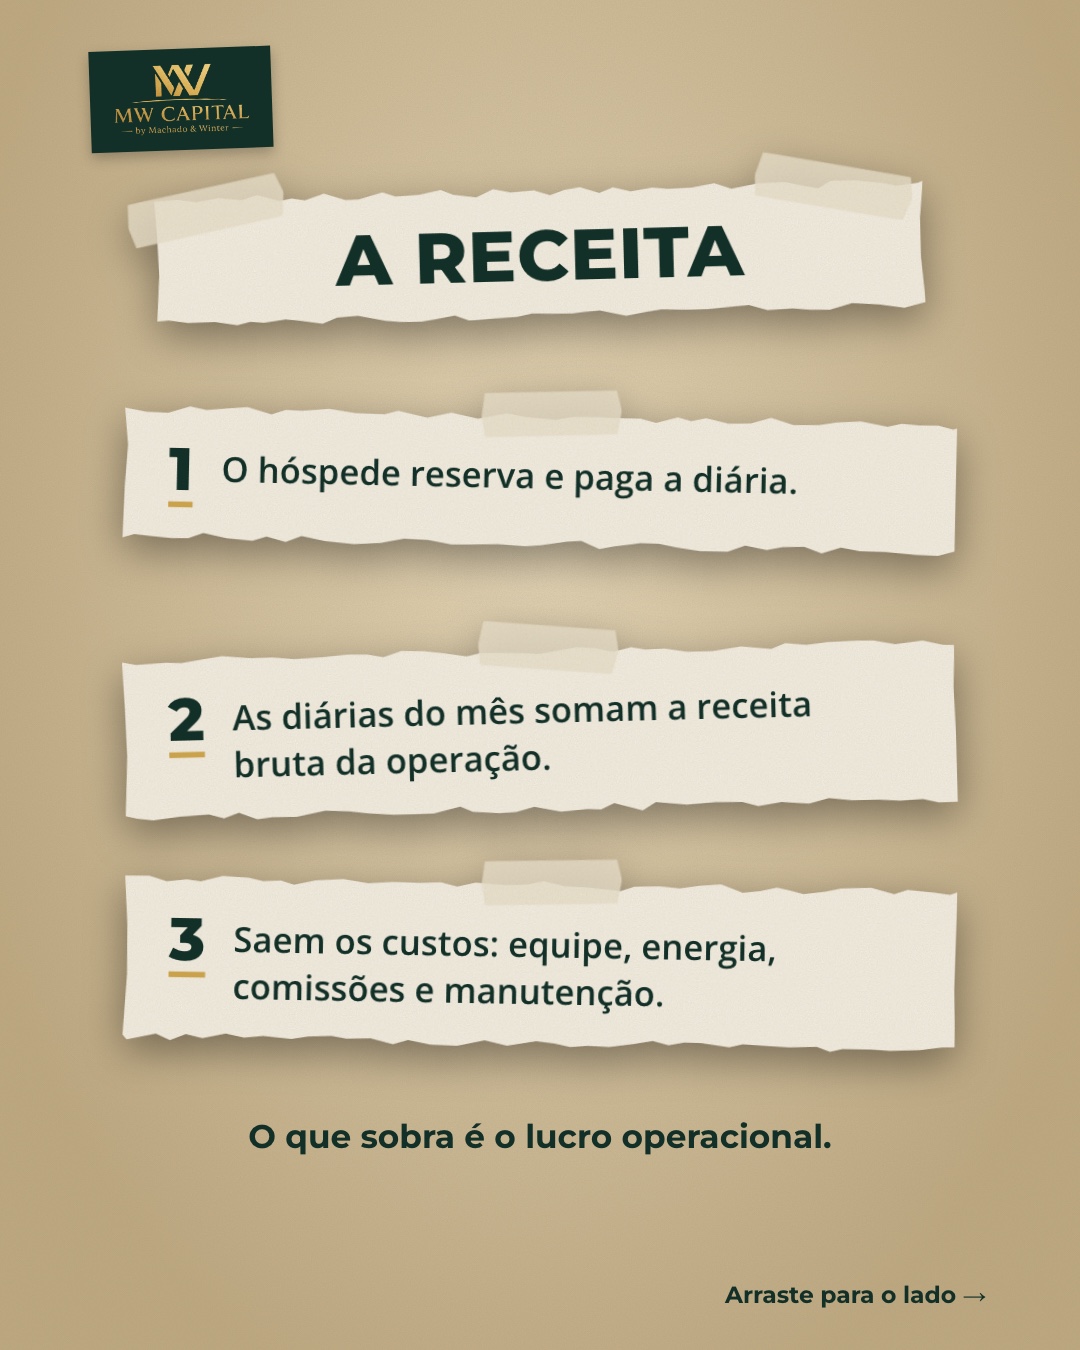 MW
MW CAPITAL
by Machado & Winter
A RECEITA
1 O hóspede reserva e paga a diária.
2 As diárias do mês somam a receita
bruta da operação.
3 Saem os custos: equipe, energia,
comissões e manutenção.
O que sobra é o lucro operacional.
Arraste para o lado →